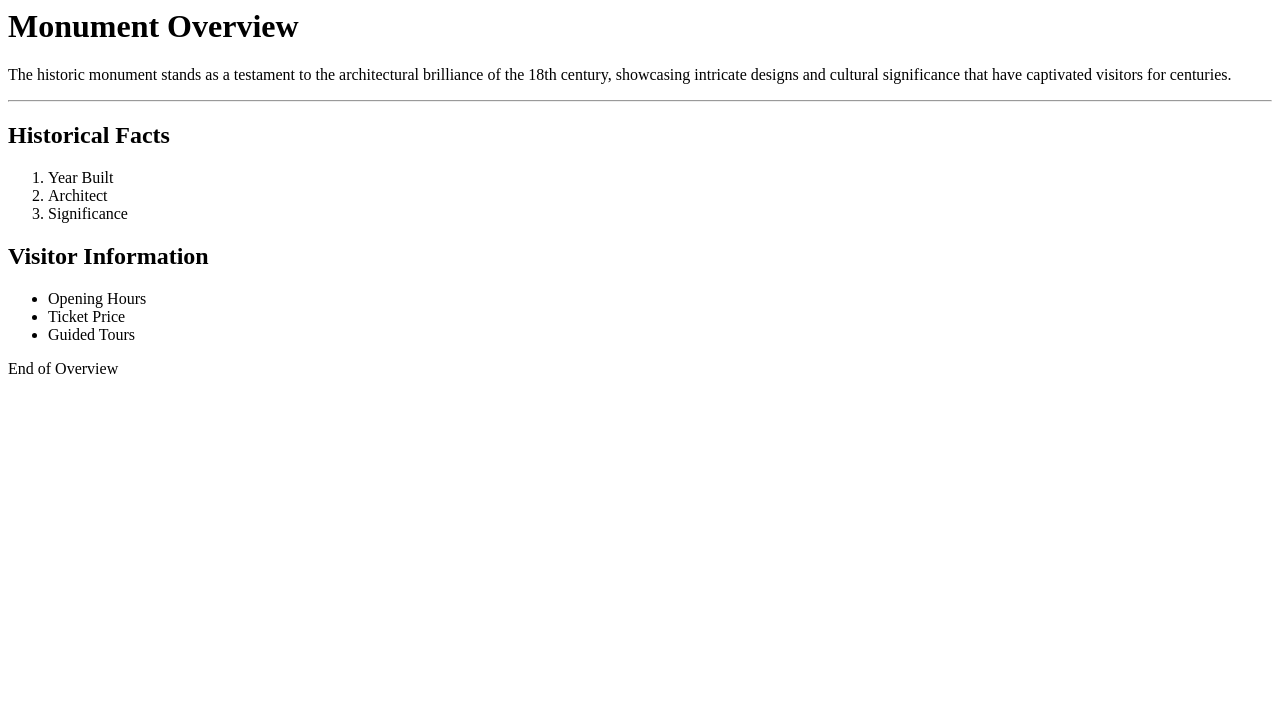 Monument Overview
The historic monument stands as a testament to the architectural brilliance of the 18th century, showcasing intricate designs and cultural significance that have captivated visitors for centuries.
Historical Facts
1. Year Built
2. Architect
3. Significance
Visitor Information
• Opening Hours
• Ticket Price
• Guided Tours
End of Overview